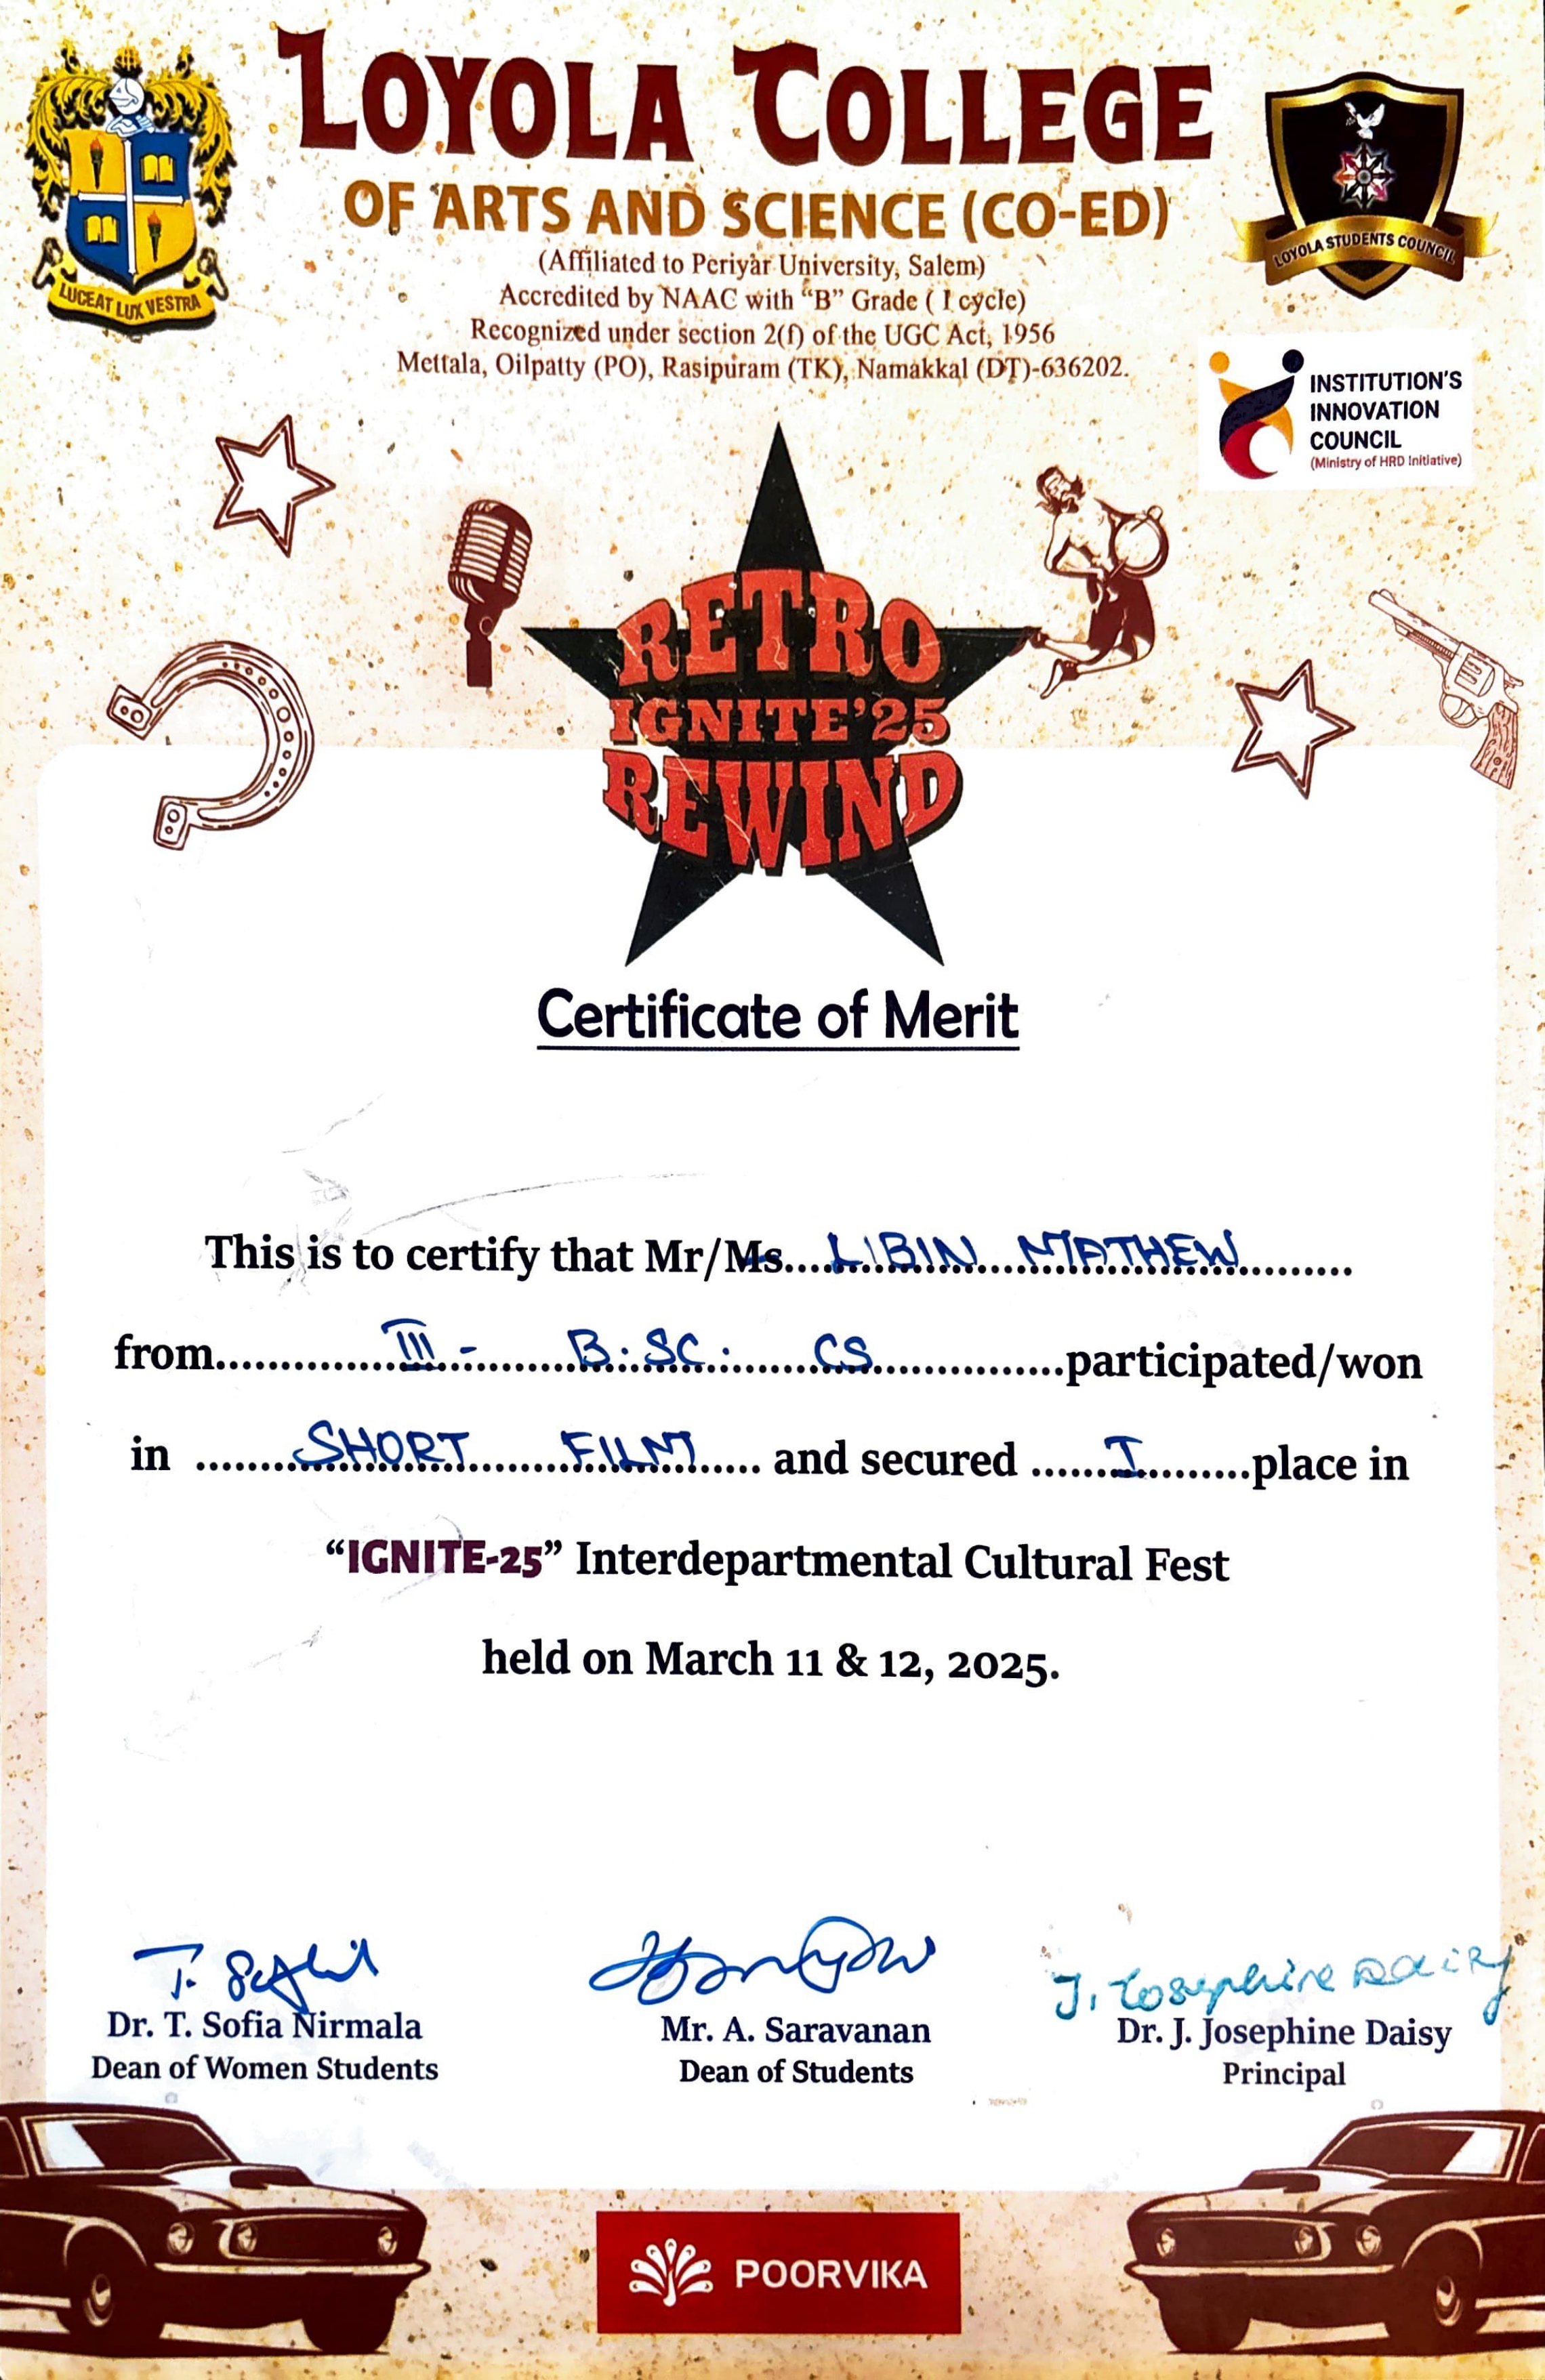 LOYOLA COLLEGE
OF ARTS AND SCIENCE (CO-ED)
(Affiliated to Periyar University, Salem)
Accredited by NAAC with “B” Grade ( I cycle)
Recognized under section 2(f) of the UGC Act, 1956
Mettala, Oilpatty (PO), Rasipuram (TK), Namakkal (DT)-636202.
LUCEAT LUX VESTRA
LOYOLA STUDENTS COUNCIL
INSTITUTION'S
INNOVATION
COUNCIL
(Ministry of HRD Initiative)
RETRO
IGNITE'25
REWIND
Certificate of Merit
This is to certify that Mr/Ms....LIBIN MATHEW..........
from................III - B.SC. CS...............participated/won
in ........SHORT FILM...... and secured ......I.........place in
“IGNITE-25” Interdepartmental Cultural Fest
held on March 11 & 12, 2025.
J. Josephine Daisy
Dr. T. Sofia Nirmala
Dean of Women Students
Mr. A. Saravanan
Dean of Students
Dr. J. Josephine Daisy
Principal
POORVIKA